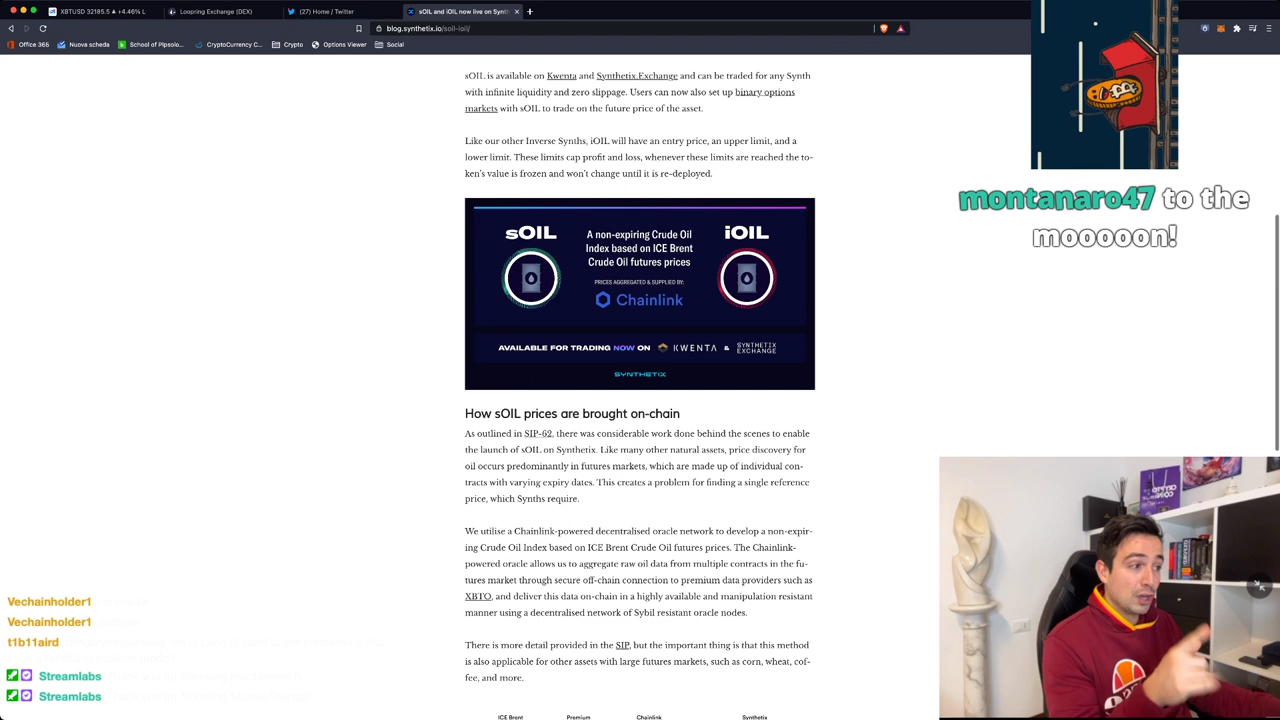 XBTUSD 32185.5 ▲ +4.46% L
Loopring Exchange (DEX)
(27) Home / Twitter
sOIL and iOIL now live on Synth
blog.synthetix.io/soil-ioil/
Office 365
Nuova scheda
School of Plpsolo...
CryptoCurrency C...
Crypto
Options Viewer
Social
sOIL is available on Kwenta and Synthetix.Exchange and can be traded for any Synth
with infinite liquidity and zero slippage. Users can now also set up binary options
markets with sOIL to trade on the future price of the asset.
Like our other Inverse Synths, iOIL will have an entry price, an upper limit, and a
lower limit. These limits cap profit and loss, whenever these limits are reached the to-
ken's value is frozen and won't change until it is re-deployed.
sOIL
A non-expiring Crude Oil
Index based on ICE Brent
Crude Oil futures prices
iOIL
PRICES AGGREGATED & SUPPLIED BY:
Chainlink
AVAILABLE FOR TRADING NOW ON KWENTA & SYNTHETIX EXCHANGE
SYNTHETIX
How sOIL prices are brought on-chain
As outlined in SIP-62, there was considerable work done behind the scenes to enable
the launch of sOIL on Synthetix. Like many other natural assets, price discovery for
oil occurs predominantly in futures markets, which are made up of individual con-
tracts with varying expiry dates. This creates a problem for finding a single reference
price, which Synths require.
We utilise a Chainlink-powered decentralised oracle network to develop a non-expir-
ing Crude Oil Index based on ICE Brent Crude Oil futures prices. The Chainlink-
powered oracle allows us to aggregate raw oil data from multiple contracts in the fu-
tures market through secure off-chain connection to premium data providers such as
XBTO, and deliver this data on-chain in a highly available and manipulation resistant
manner using a decentralised network of Sybil resistant oracle nodes.
There is more detail provided in the SIP, but the important thing is that this method
is also applicable for other assets with large futures markets, such as corn, wheat, cof-
fee, and more.
ICE Brent
Premium
Chainlink
Synthetix
montanaro47 to the
mooooon!
Vechainholder1
Vechainholder1
t1b11aird
Streamlabs
Streamlabs